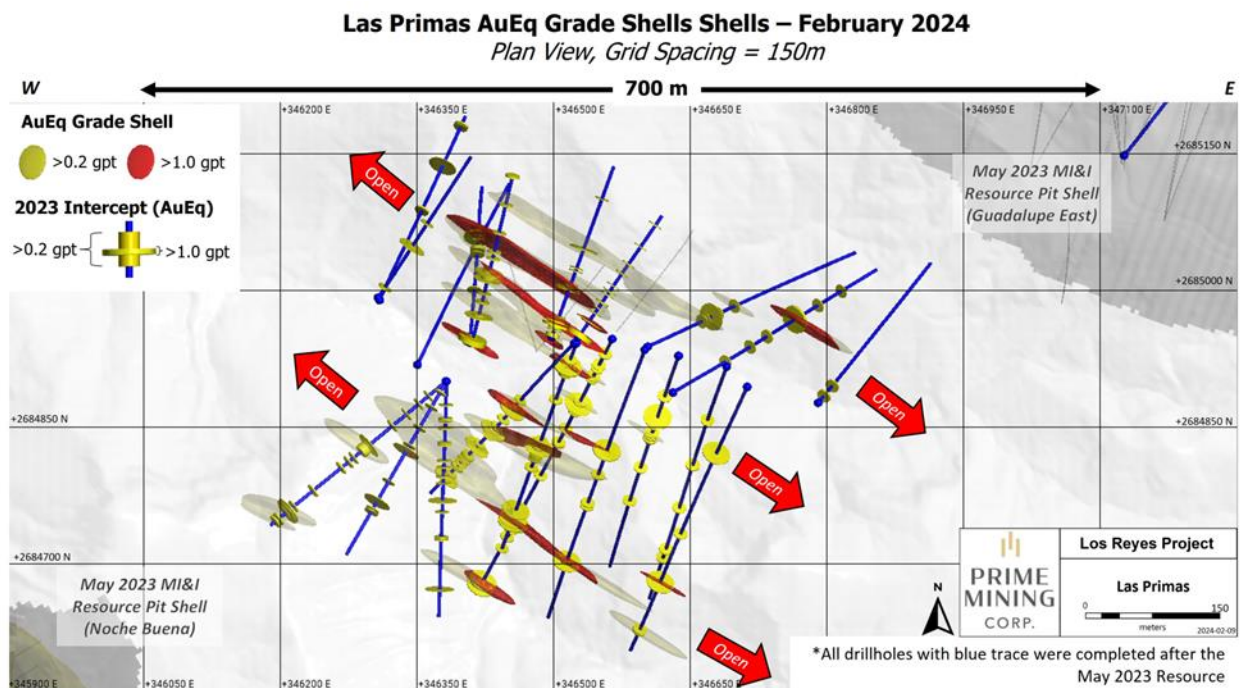 Las Primas AuEq Grade Shells Shells – February 2024
Plan View, Grid Spacing = 150m
W
700 m
E
+346200 E
+346350 E
+346500 E
+346650 E
+346800 E
+346950 E
+347100 E
AuEq Grade Shell
>0.2 gpt
>1.0 gpt
2023 Intercept (AuEq)
>0.2 gpt
>1.0 gpt
Open
May 2023 MI&I
Resource Pit Shell
(Guadalupe East)
+2685150 N
+2685000 N
Open
Open
+2684850 N
+2684850 N
Open
+2684700 N
May 2023 MI&I
Resource Pit Shell
(Noche Buena)
Open
N
PRIME
MINING
CORP.
Los Reyes Project
Las Primas
0
150
meters
2024-02-09
*All drillholes with blue trace were completed after the
May 2023 Resource
+345900 E
+346050 E
+346200 E
+346350 E
+346500 E
+346650 E